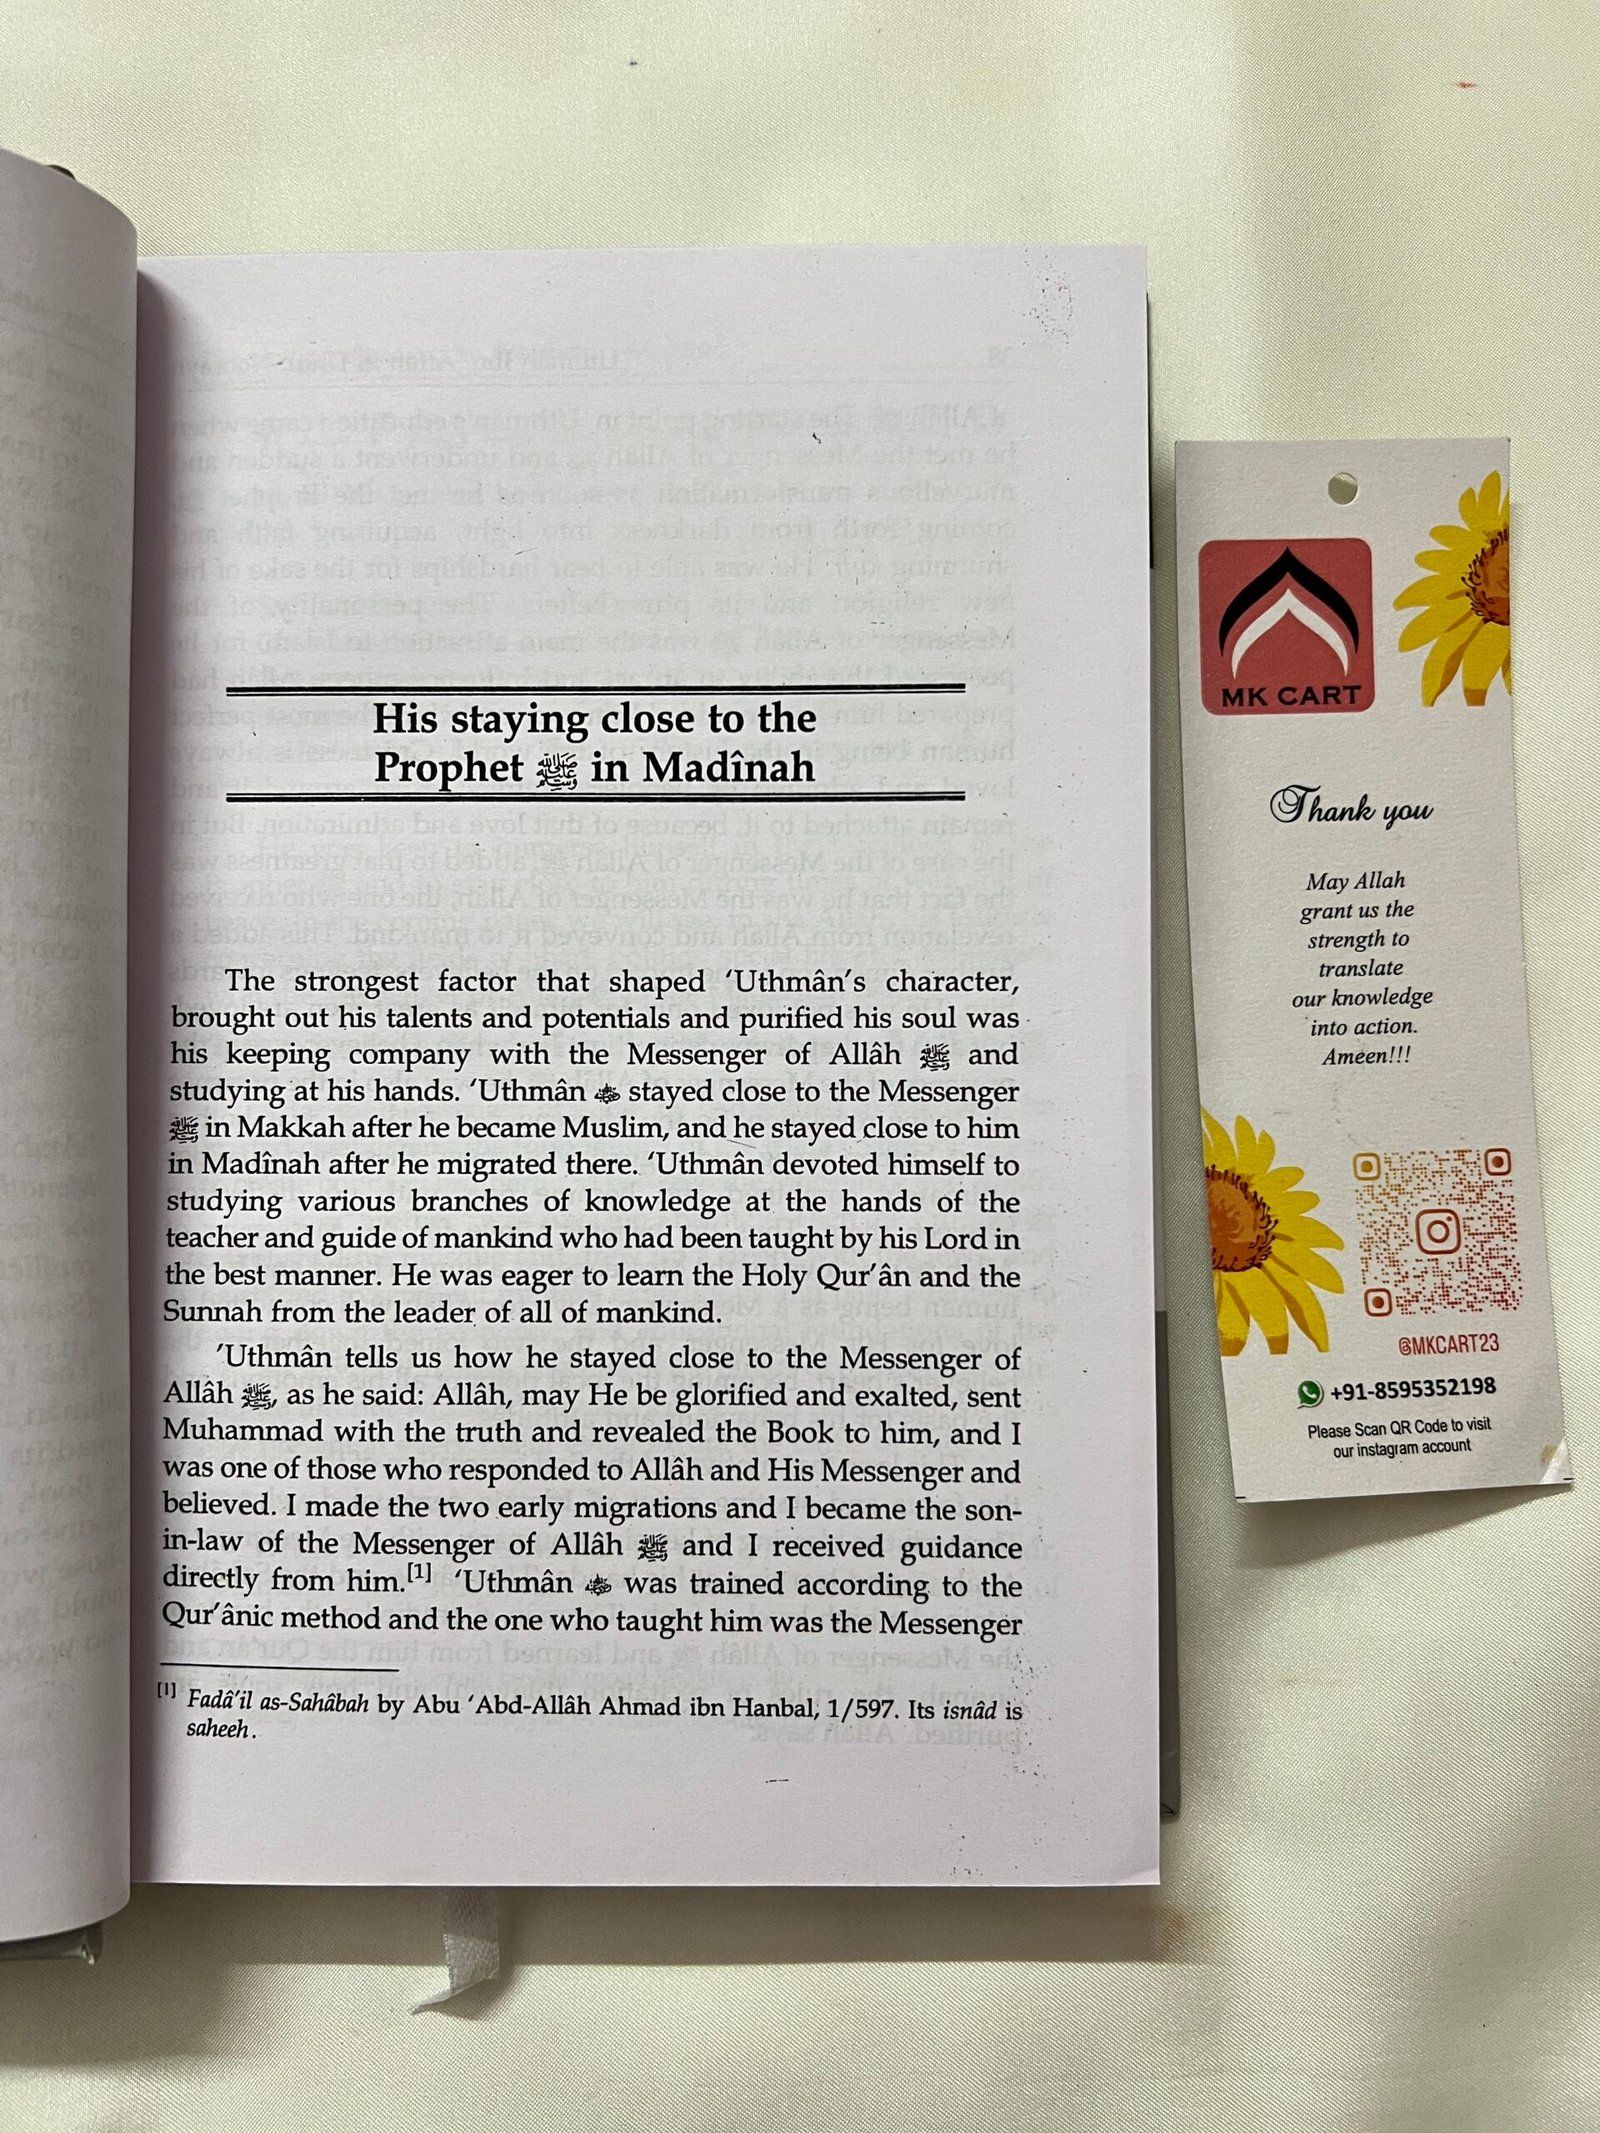 His staying close to the
Prophet ﷺ in Madînah
The strongest factor that shaped ‘Uthmân’s character,
brought out his talents and potentials and purified his soul was
his keeping company with the Messenger of Allâh ﷺ and
studying at his hands. ‘Uthmân stayed close to the Messenger
ﷺ in Makkah after he became Muslim, and he stayed close to him
in Madînah after he migrated there. ‘Uthmân devoted himself to
studying various branches of knowledge at the hands of the
teacher and guide of mankind who had been taught by his Lord in
the best manner. He was eager to learn the Holy Qur’ân and the
Sunnah from the leader of all of mankind.
’Uthmân tells us how he stayed close to the Messenger of
Allâh ﷺ, as he said: Allâh, may He be glorified and exalted, sent
Muhammad with the truth and revealed the Book to him, and I
was one of those who responded to Allâh and His Messenger and
believed. I made the two early migrations and I became the son-
in-law of the Messenger of Allâh ﷺ and I received guidance
directly from him.[1] ‘Uthmân was trained according to the
Qur’ânic method and the one who taught him was the Messenger
[1] Fadâ’il as-Sahâbah by Abu ‘Abd-Allâh Ahmad ibn Hanbal, 1/597. Its isnâd is
saheeh.
MK CART
Thank you
May Allah
grant us the
strength to
translate
our knowledge
into action.
Ameen!!!
@MKCART23
+91-8595352198
Please Scan QR Code to visit
our instagram account